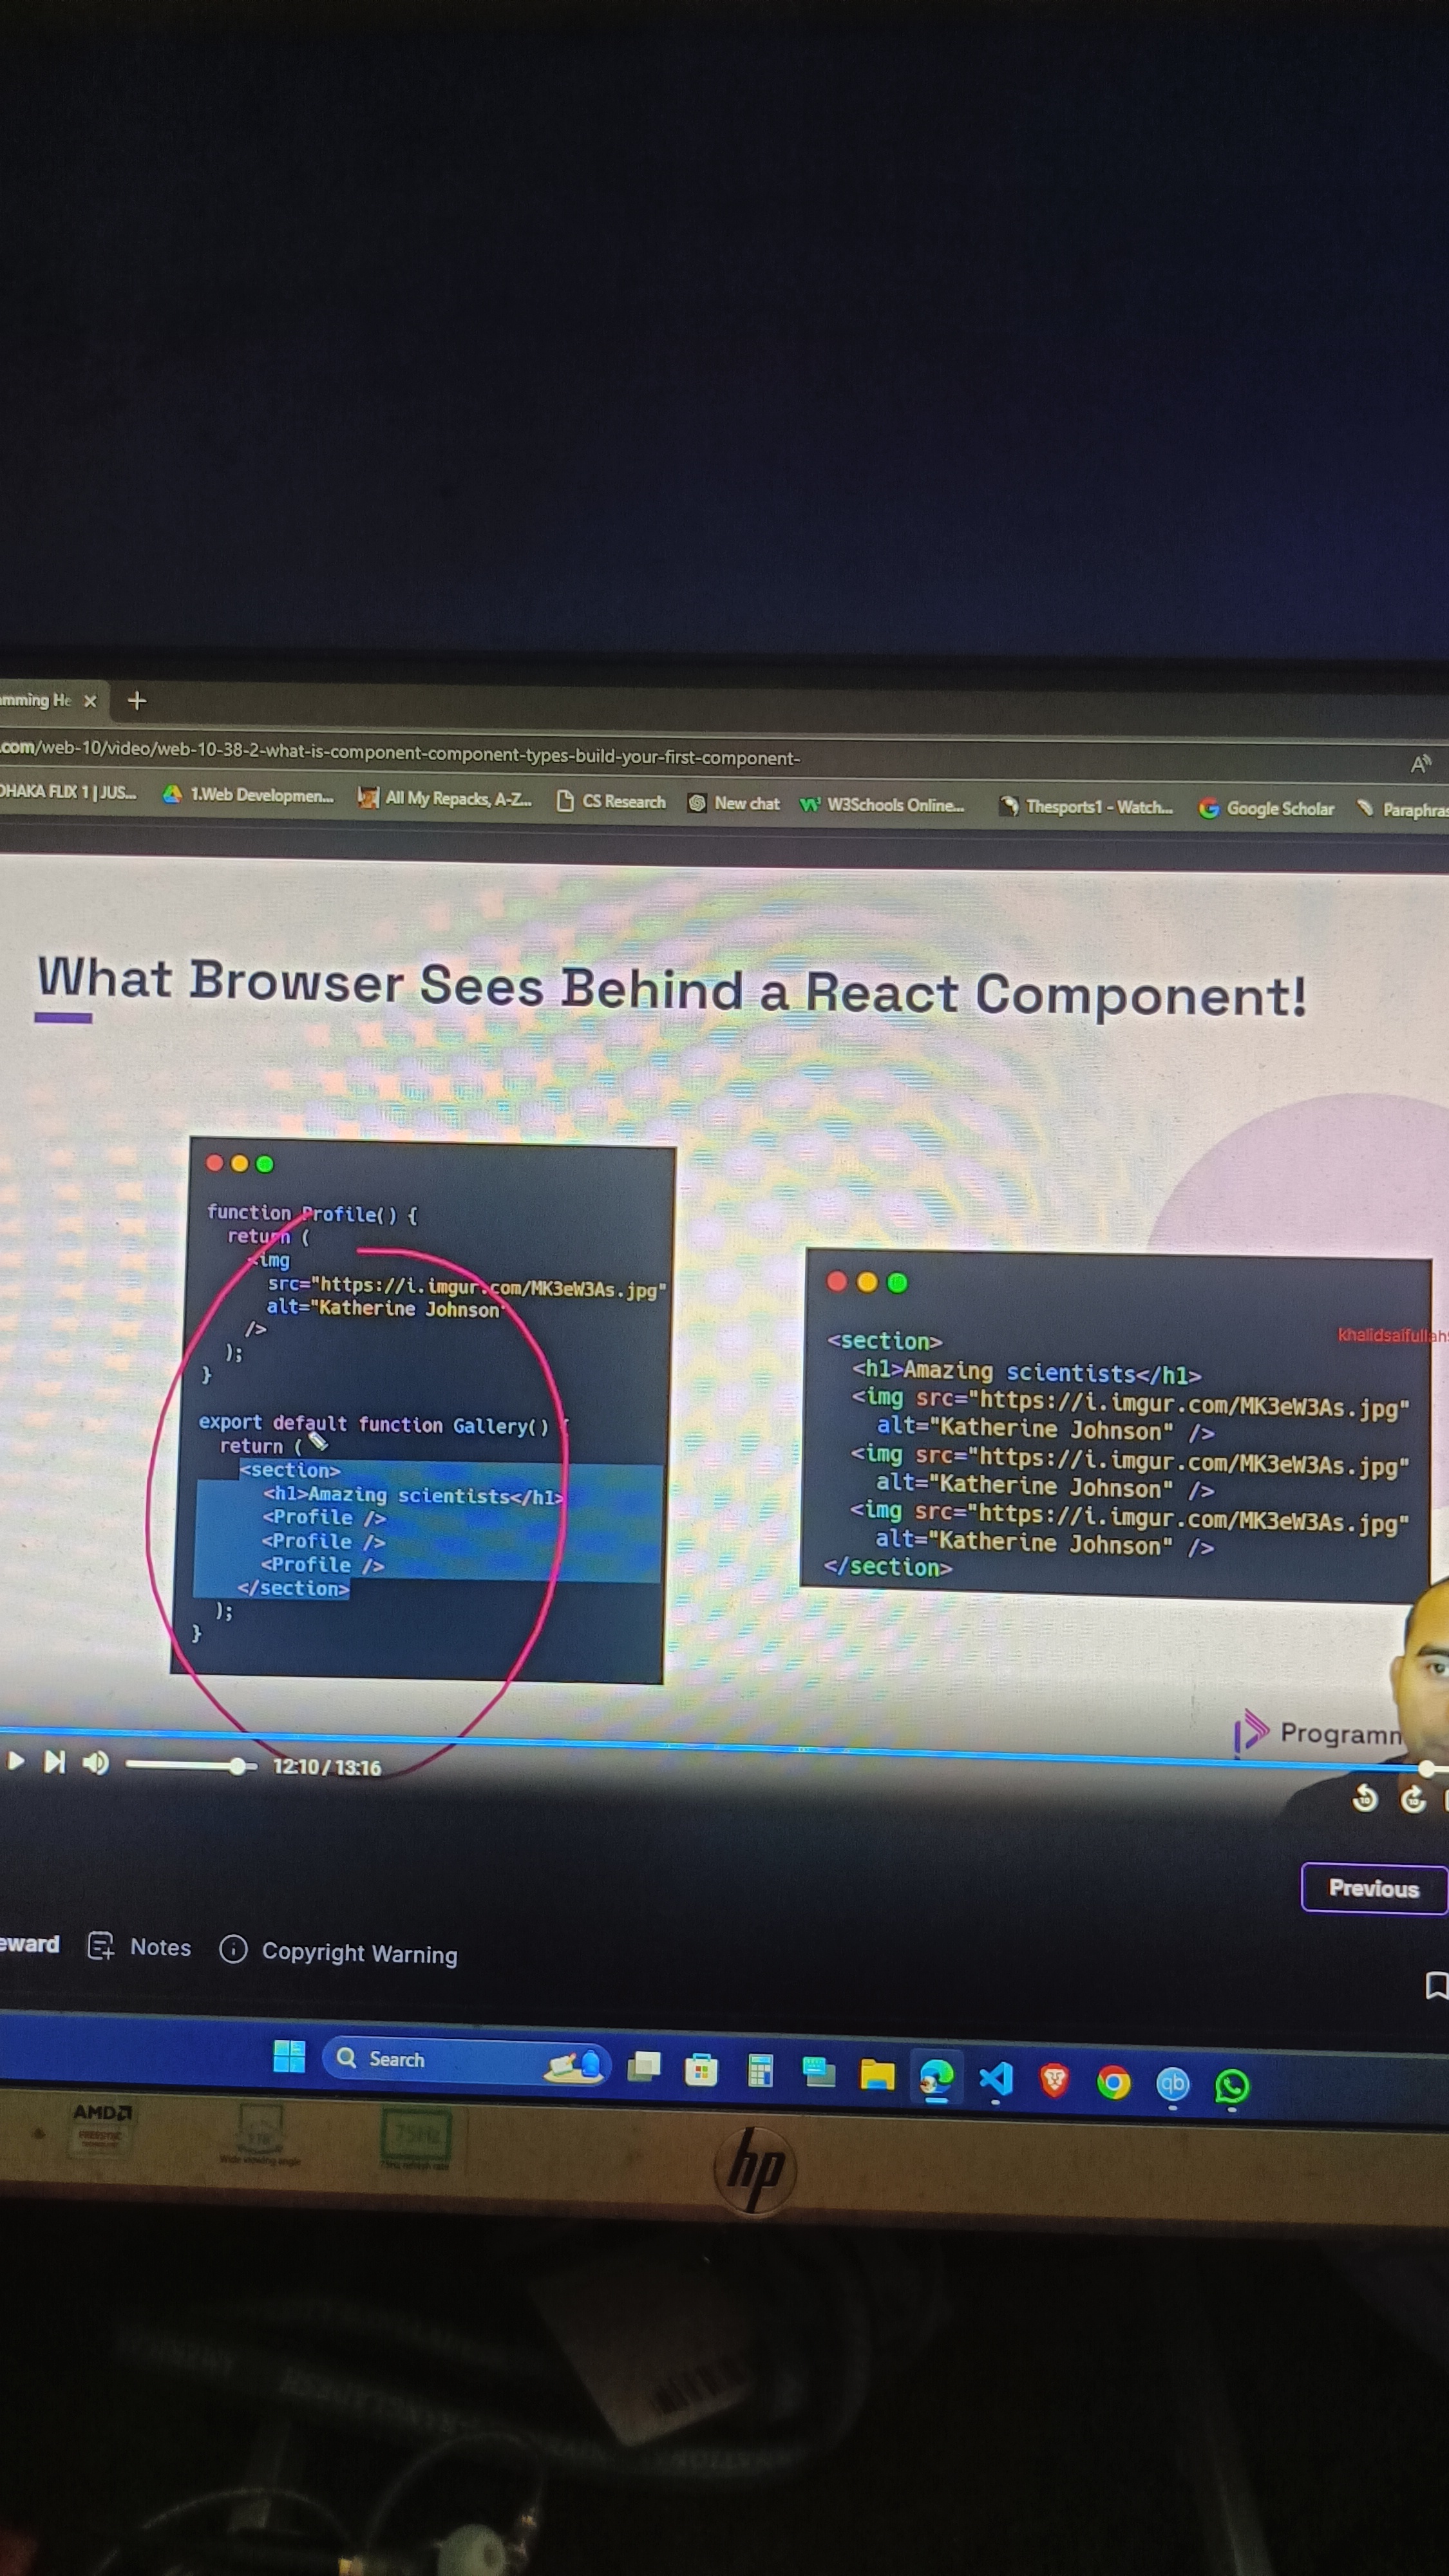 amming He
.com/web-10/video/web-10-38-2-what-is-component-component-types-build-your-first-component-
DHAKA FLIX 1 | JUS... 1.Web Developmen... All My Repacks, A-Z... CS Research New chat W3Schools Online... Thesports1 - Watch... Google Scholar Paraphras
What Browser Sees Behind a React Component!
function Profile() {
return (
<img
src="https://i.imgur.com/MK3eW3As.jpg"
alt="Katherine Johnson"
/>
);
}
export default function Gallery() {
return (
<section>
<h1>Amazing scientists</h1>
<Profile />
<Profile />
<Profile />
</section>
);
}
<section>
<h1>Amazing scientists</h1>
<img src="https://i.imgur.com/MK3eW3As.jpg"
alt="Katherine Johnson" />
<img src="https://i.imgur.com/MK3eW3As.jpg"
alt="Katherine Johnson" />
<img src="https://i.imgur.com/MK3eW3As.jpg"
alt="Katherine Johnson" />
</section>
khalidsaifullah
Programm
12:10 / 13:16
Previous
eward Notes Copyright Warning
Search
qb
AMD
FREESYNC
75Hz
Wide viewing angle
hp